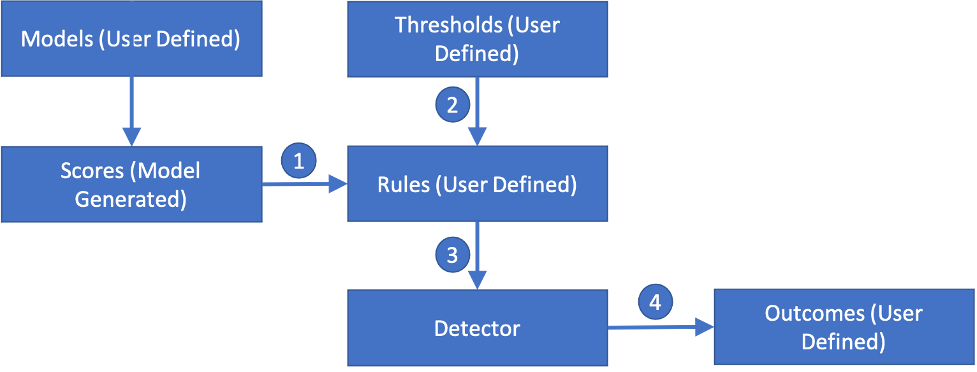 Models (User Defined)
Thresholds (User
Defined)
2
Scores (Model
Generated)
1
Rules (User Defined)
3
Detector
4
Outcomes (User
Defined)